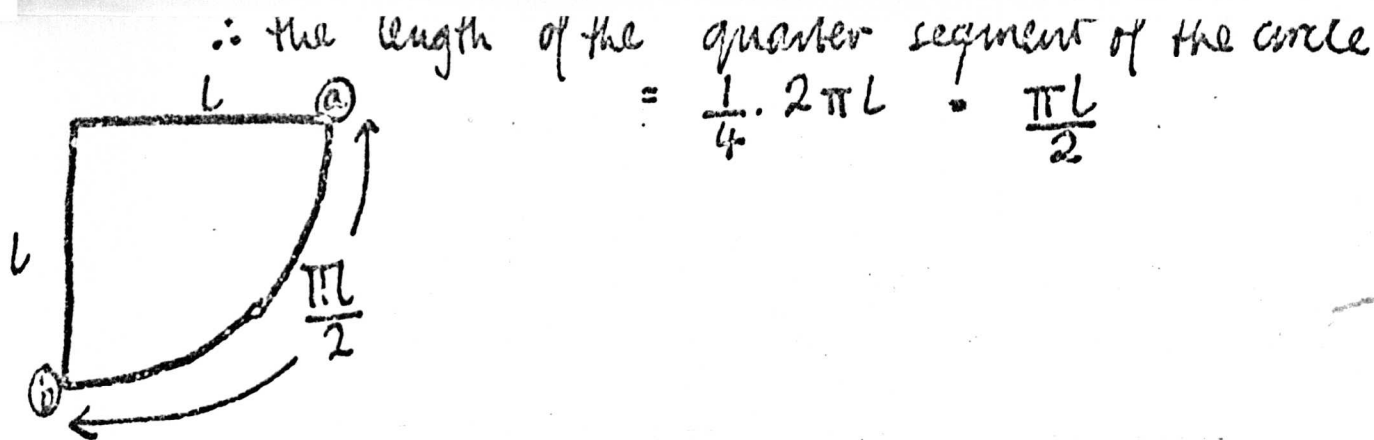 ∴ the length of the quarter segment of the circle
l ⓐ = 1/4 . 2πl = πl/2
l
πl/2
ⓑ